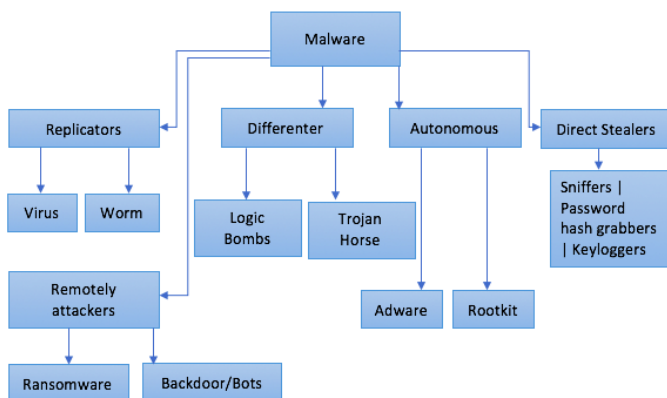 Malware
Replicators
Differenter
Autonomous
Direct Stealers
Virus
Worm
Logic
Bombs
Trojan
Horse
Sniffers |
Password
hash grabbers
| Keyloggers
Remotely
attackers
Adware
Rootkit
Ransomware
Backdoor/Bots